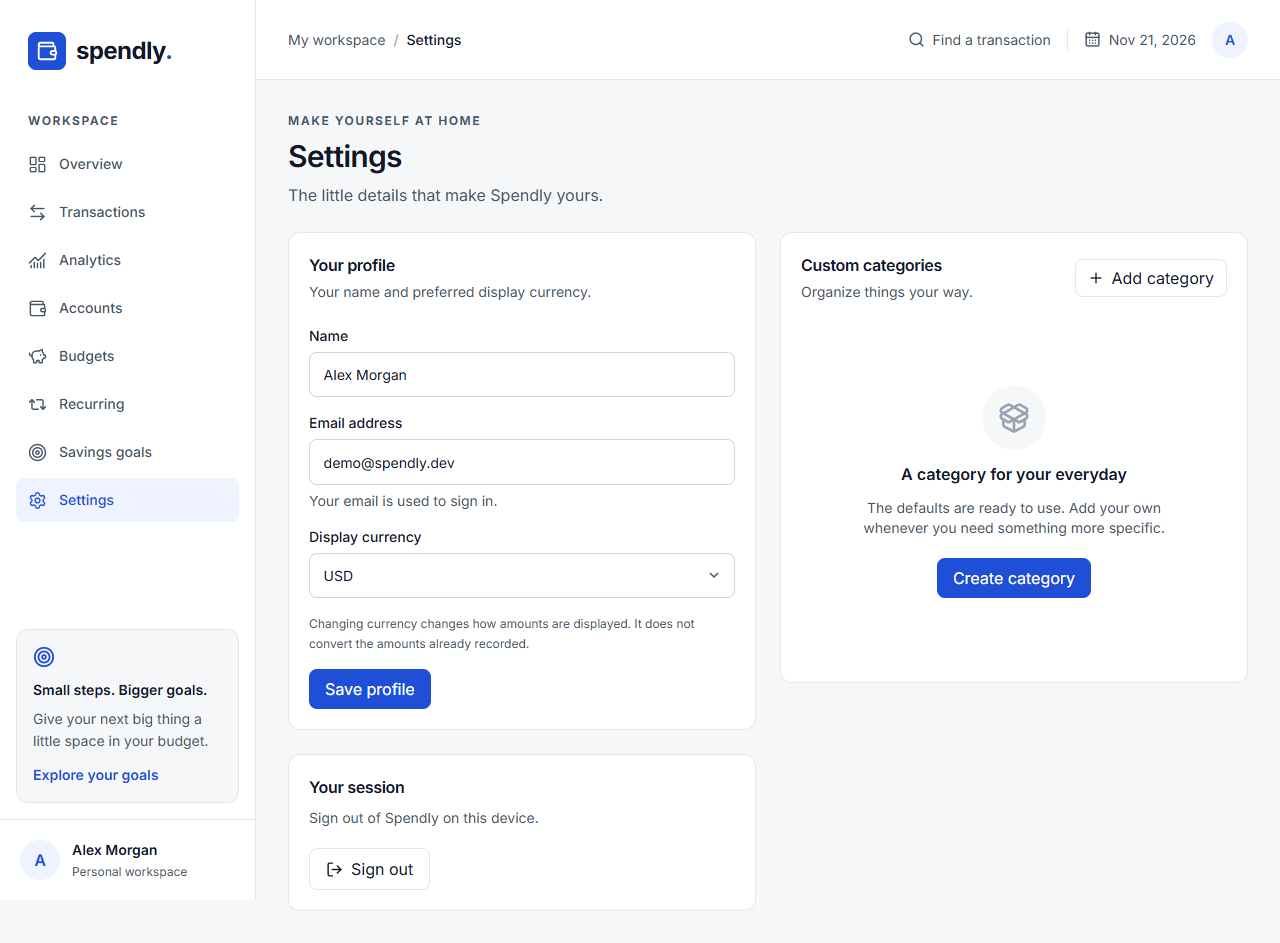 spendly.
WORKSPACE
Overview
Transactions
Analytics
Accounts
Budgets
Recurring
Savings goals
Settings
Small steps. Bigger goals.
Give your next big thing a
little space in your budget.
Explore your goals
A
Alex Morgan
Personal workspace
My workspace / Settings
Find a transaction
Nov 21, 2026
A
MAKE YOURSELF AT HOME
Settings
The little details that make Spendly yours.
Your profile
Your name and preferred display currency.
Name
Alex Morgan
Email address
demo@spendly.dev
Your email is used to sign in.
Display currency
USD
Changing currency changes how amounts are displayed. It does not
convert the amounts already recorded.
Save profile
Your session
Sign out of Spendly on this device.
Sign out
Custom categories
Organize things your way.
Add category
A category for your everyday
The defaults are ready to use. Add your own
whenever you need something more specific.
Create category